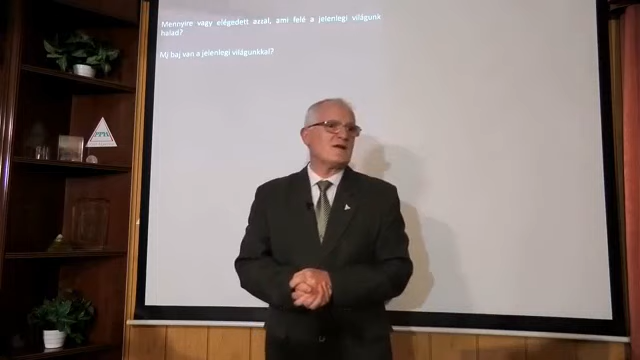 Mennyire vagy elégedett azzal, ami felé a jelenlegi világunk
halad?
Mi baj van a jelenlegi világunkkal?